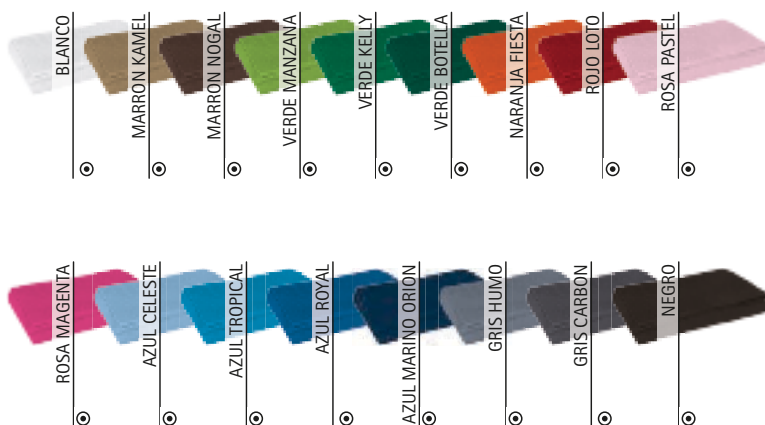 BLANCO
MARRON KAMEL
MARRON NOGAL
VERDE MANZANA
VERDE KELLY
VERDE BOTELLA
NARANJA FIESTA
ROJO LOTO
ROSA PASTEL
ROSA MAGENTA
AZUL CELESTE
AZUL TROPICAL
AZUL ROYAL
AZUL MARINO ORION
GRIS HUMO
GRIS CARBON
NEGRO